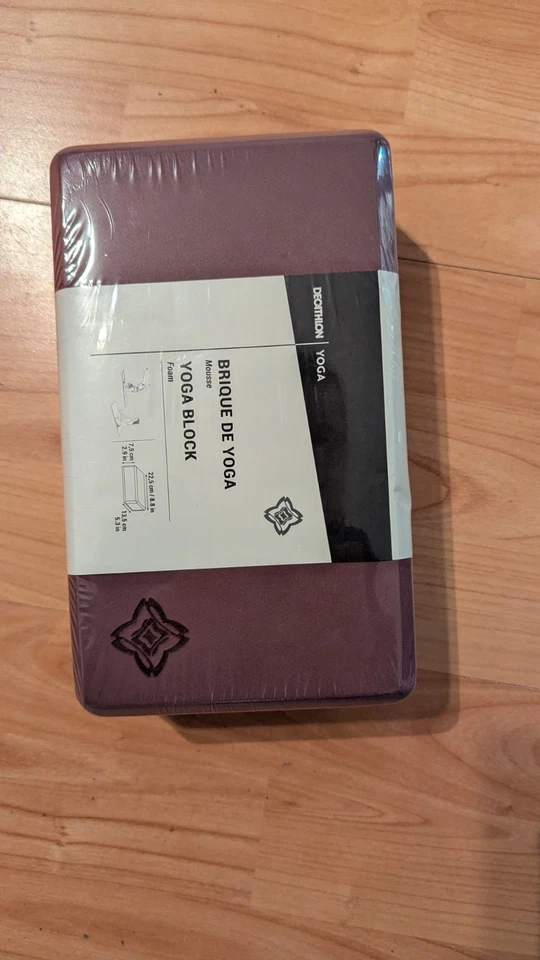 DECATHLON | YOGA
BRIQUE DE YOGA
Mousse
YOGA BLOCK
Foam
7,5 cm
2.9 in
22,5 cm / 8.8 in
13,5 cm
5.3 in